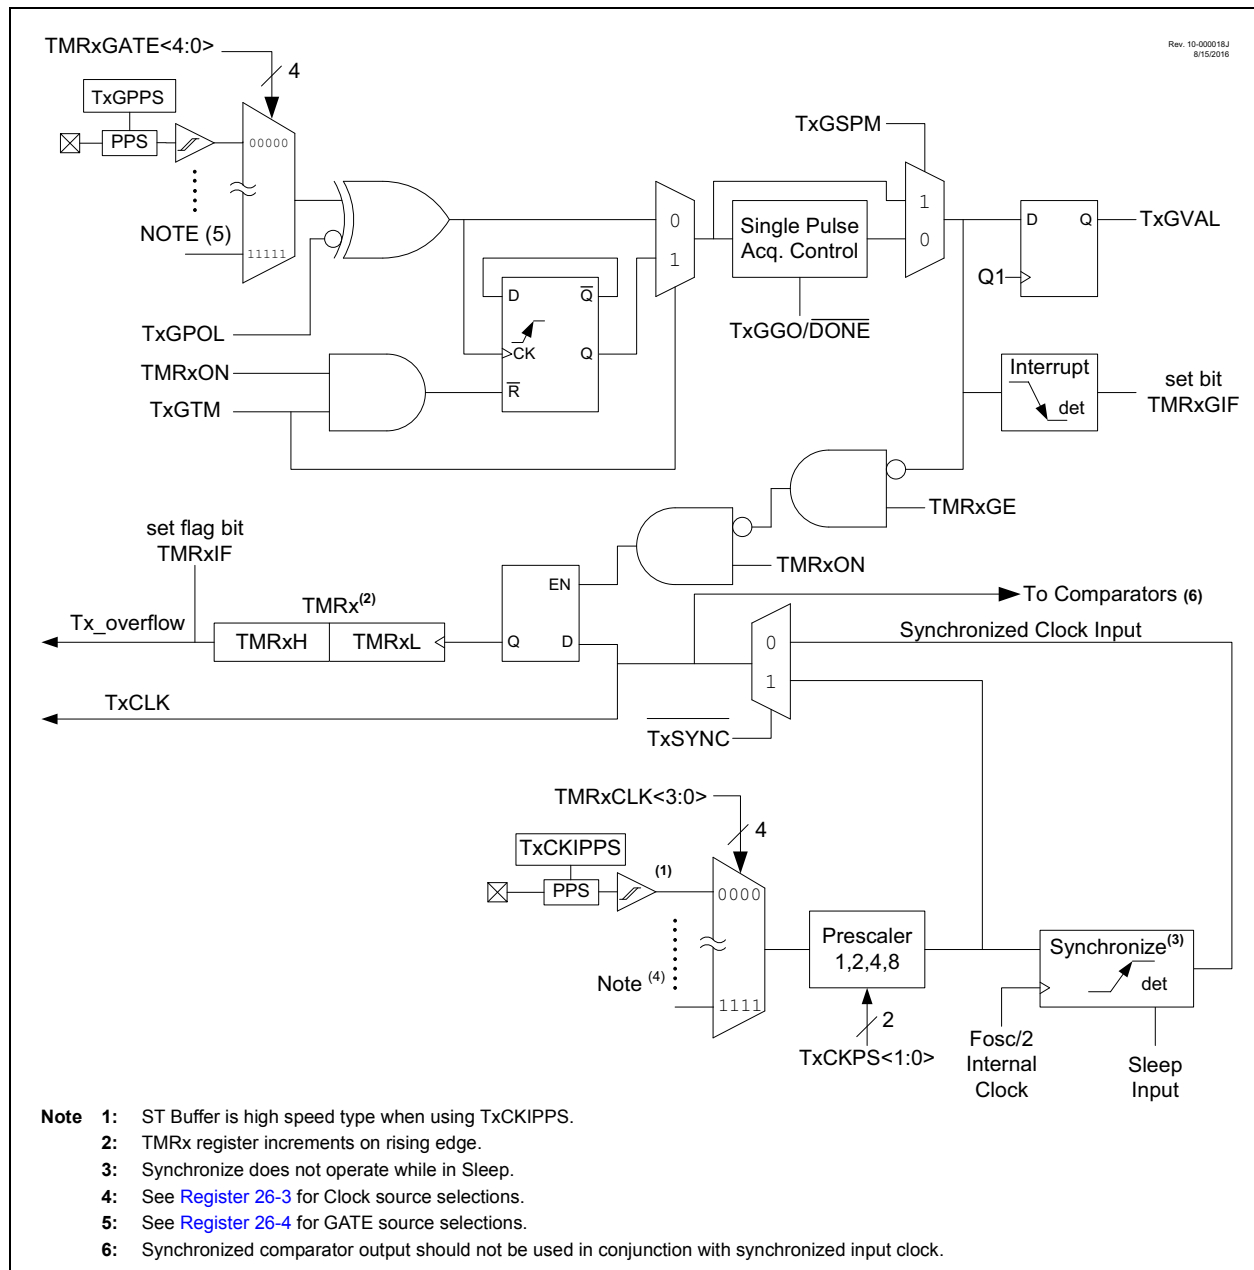 Rev. 10-000018J
8/15/2016
TMRxGATE<4:0>
4
TxGPPS
PPS
00000
NOTE (5)
11111
TxGPOL
TMRxON
TxGTM
D
Q
CK
Q
R
0
1
TxGSPM
Single Pulse
Acq. Control
TxGGO/DONE
1
0
D
Q
Q1
TxGVAL
Interrupt
det
set bit
TMRxGIF
TMRxGE
TMRxON
set flag bit
TMRxIF
Tx_overflow
TMRx(2)
TMRxH
TMRxL
EN
Q
D
To Comparators (6)
Synchronized Clock Input
0
1
TxCLK
TxSYNC
TMRxCLK<3:0>
4
TxCKIPPS
PPS
(1)
0000
Note (4)
1111
Prescaler
1,2,4,8
2
TxCKPS<1:0>
Synchronize(3)
det
Fosc/2
Internal
Clock
Sleep
Input
Note 1: ST Buffer is high speed type when using TxCKIPPS.
2: TMRx register increments on rising edge.
3: Synchronize does not operate while in Sleep.
4: See Register 26-3 for Clock source selections.
5: See Register 26-4 for GATE source selections.
6: Synchronized comparator output should not be used in conjunction with synchronized input clock.